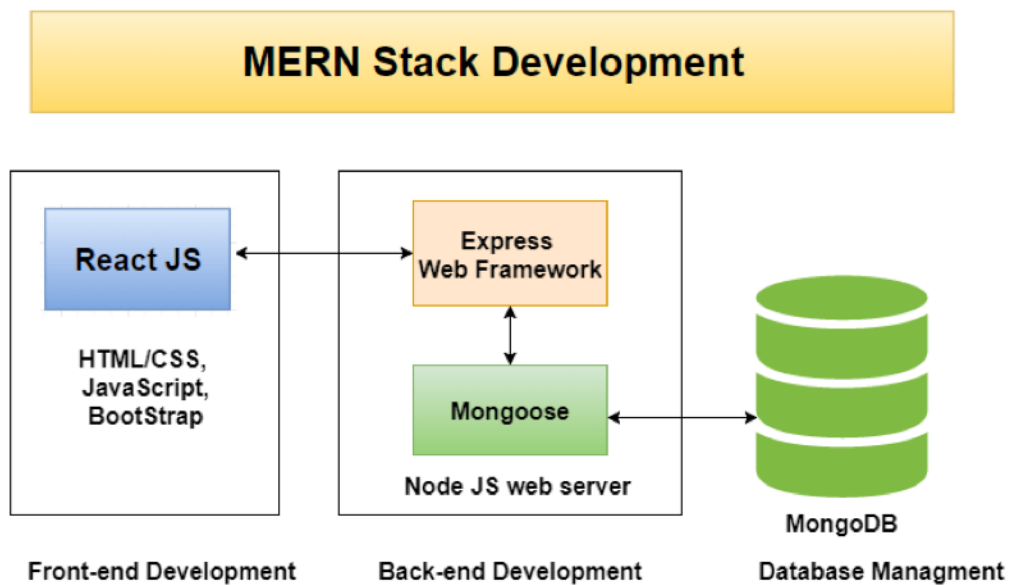 MERN Stack Development
React JS
HTML/CSS,
JavaScript,
BootStrap
Front-end Development
Express
Web Framework
Mongoose
Node JS web server
Back-end Development
MongoDB
Database Managment